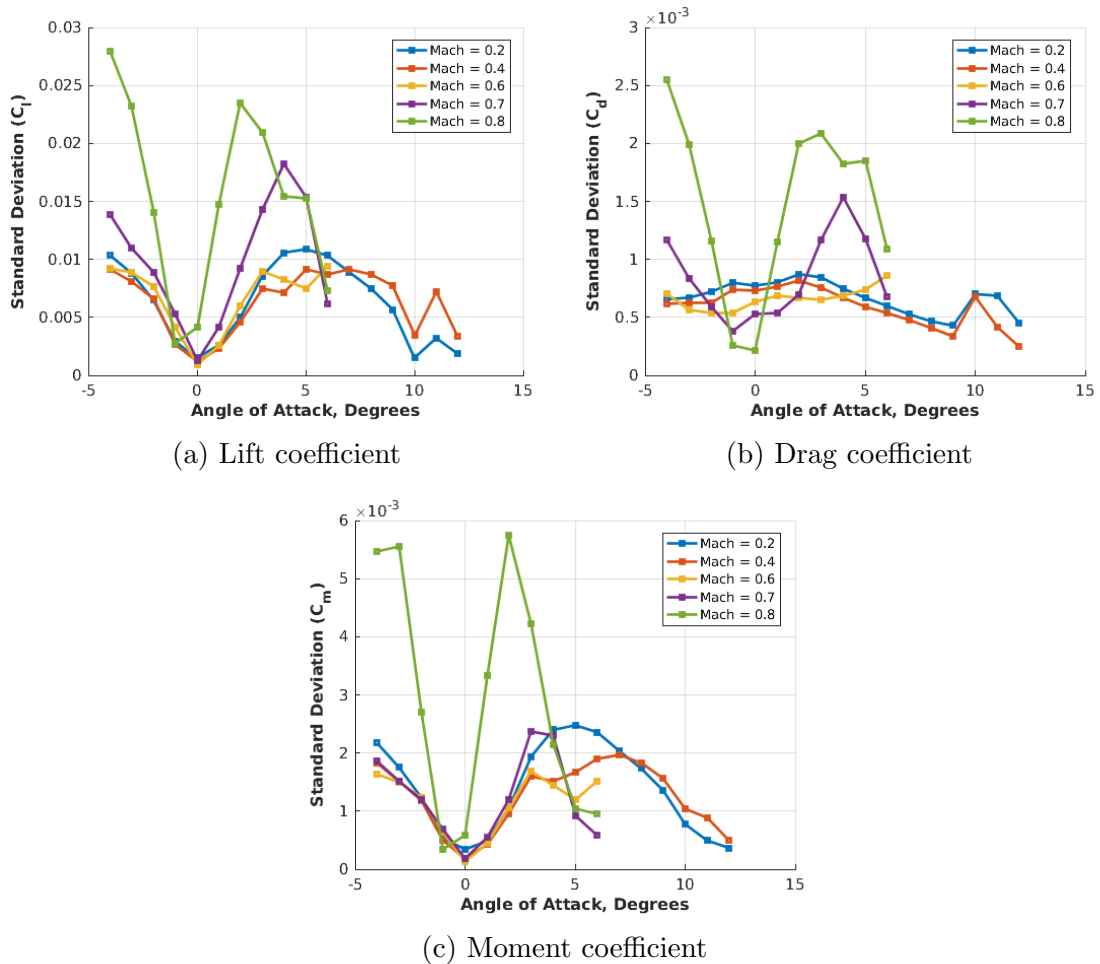 0.03
0.025
0.02
0.015
0.01
0.005
0
-5
0
5
10
15
Standard Deviation (C_l)
Angle of Attack, Degrees
Mach = 0.2
Mach = 0.4
Mach = 0.6
Mach = 0.7
Mach = 0.8
(a) Lift coefficient
×10^-3
3
2.5
2
1.5
1
0.5
0
-5
0
5
10
15
Standard Deviation (C_d)
Angle of Attack, Degrees
Mach = 0.2
Mach = 0.4
Mach = 0.6
Mach = 0.7
Mach = 0.8
(b) Drag coefficient
×10^-3
6
5
4
3
2
1
0
-5
0
5
10
15
Standard Deviation (C_m)
Angle of Attack, Degrees
Mach = 0.2
Mach = 0.4
Mach = 0.6
Mach = 0.7
Mach = 0.8
(c) Moment coefficient